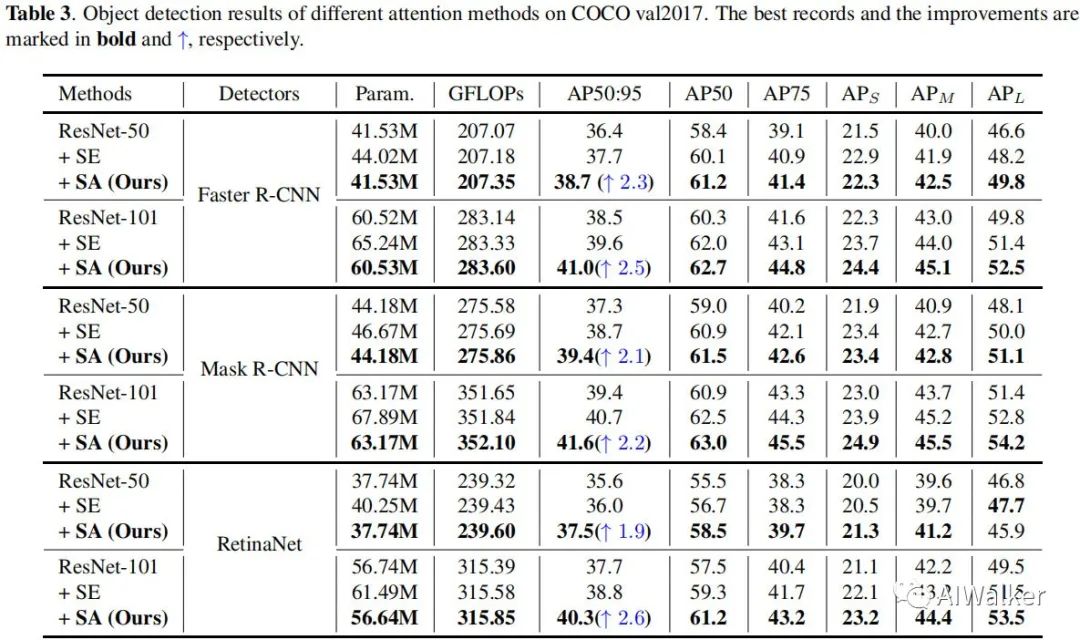 Table 3. Object detection results of different attention methods on COCO val2017. The best records and the improvements are
marked in bold and ↑, respectively.
Methods Detectors Param. GFLOPs AP50:95 AP50 AP75 APS APM APL
ResNet-50 41.53M 207.07 36.4 58.4 39.1 21.5 40.0 46.6
+ SE 44.02M 207.18 37.7 60.1 40.9 22.9 41.9 48.2
+ SA (Ours) 41.53M 207.35 38.7 (↑ 2.3) 61.2 41.4 22.3 42.5 49.8
Faster R-CNN
ResNet-101 60.52M 283.14 38.5 60.3 41.6 22.3 43.0 49.8
+ SE 65.24M 283.33 39.6 62.0 43.1 23.7 44.0 51.4
+ SA (Ours) 60.53M 283.60 41.0(↑ 2.5) 62.7 44.8 24.4 45.1 52.5
ResNet-50 44.18M 275.58 37.3 59.0 40.2 21.9 40.9 48.1
+ SE 46.67M 275.69 38.7 60.9 42.1 23.4 42.7 50.0
+ SA (Ours) 44.18M 275.86 39.4(↑ 2.1) 61.5 42.6 23.4 42.8 51.1
Mask R-CNN
ResNet-101 63.17M 351.65 39.4 60.9 43.3 23.0 43.7 51.4
+ SE 67.89M 351.84 40.7 62.5 44.3 23.9 45.2 52.8
+ SA (Ours) 63.17M 352.10 41.6(↑ 2.2) 63.0 45.5 24.9 45.5 54.2
ResNet-50 37.74M 239.32 35.6 55.5 38.3 20.0 39.6 46.8
+ SE 40.25M 239.43 36.0 56.7 38.3 20.5 39.7 47.7
+ SA (Ours) 37.74M 239.60 37.5(↑ 1.9) 58.5 39.7 21.3 41.2 45.9
RetinaNet
ResNet-101 56.74M 315.39 37.7 57.5 40.4 21.1 42.2 49.5
+ SE 61.49M 315.58 38.8 59.3 41.7 22.1
+ SA (Ours) 56.64M 315.85 40.3(↑ 2.6) 61.2 43.2 23.2 44.4 53.5
AIWalker